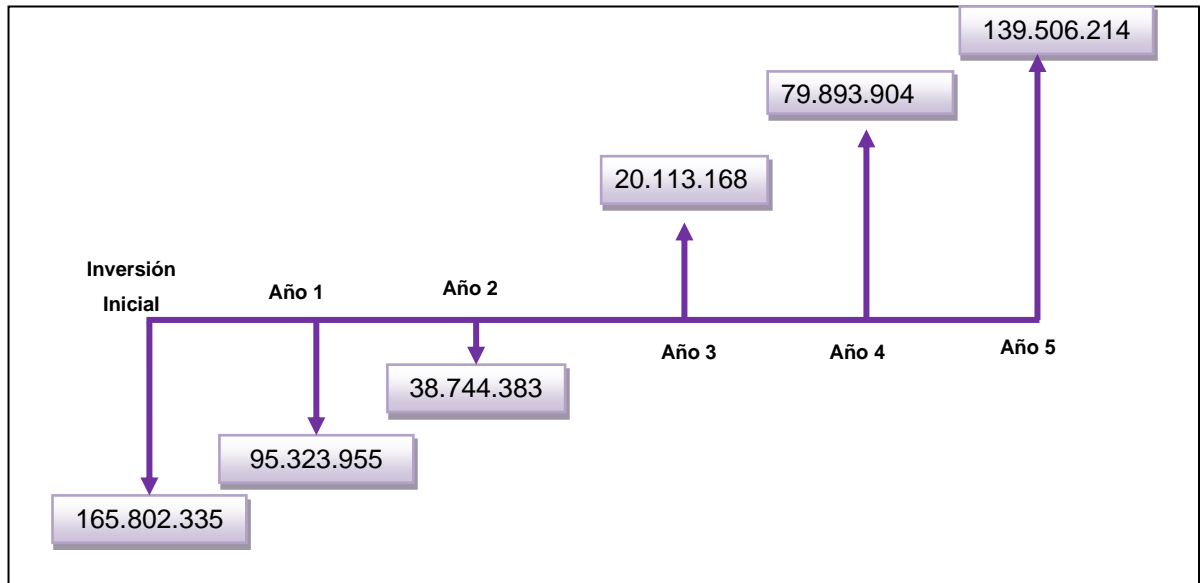 139.506.214
79.893.904
20.113.168
Inversión
Inicial
Año 1
Año 2
Año 3
Año 4
Año 5
38.744.383
95.323.955
165.802.335